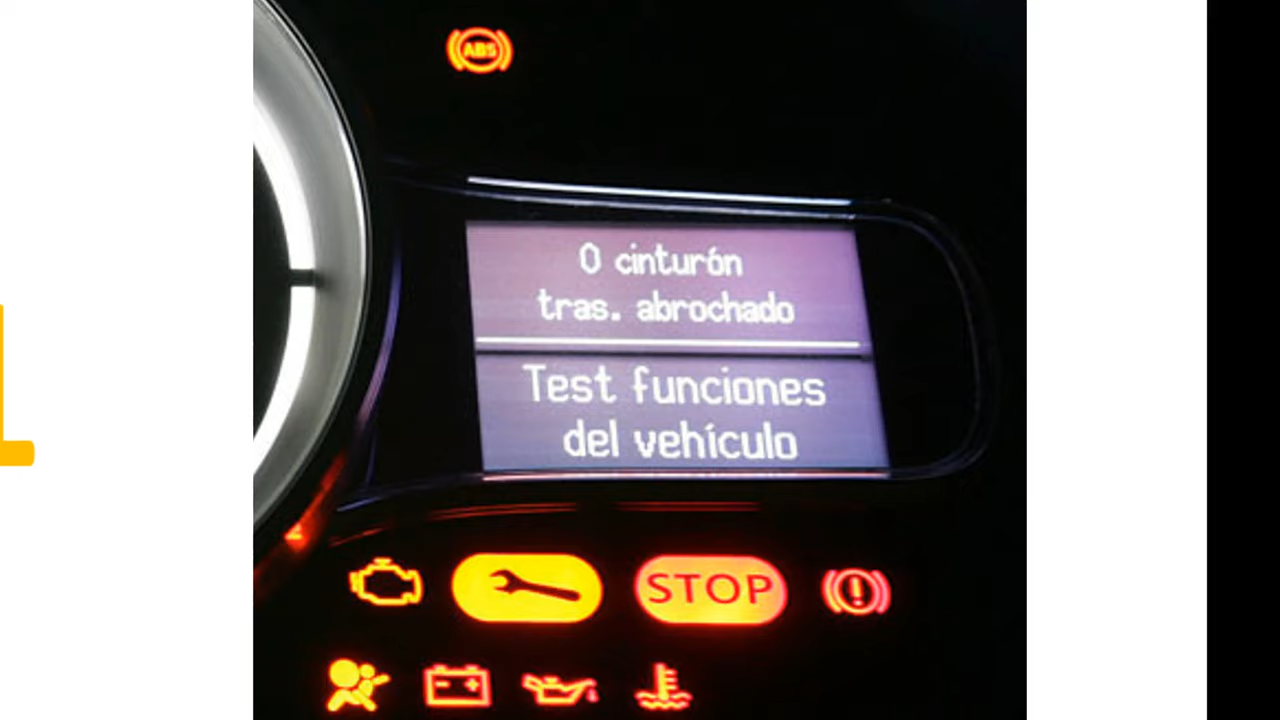 ABS
0 cinturón
tras. abrochado
Test funciones
del vehículo
STOP